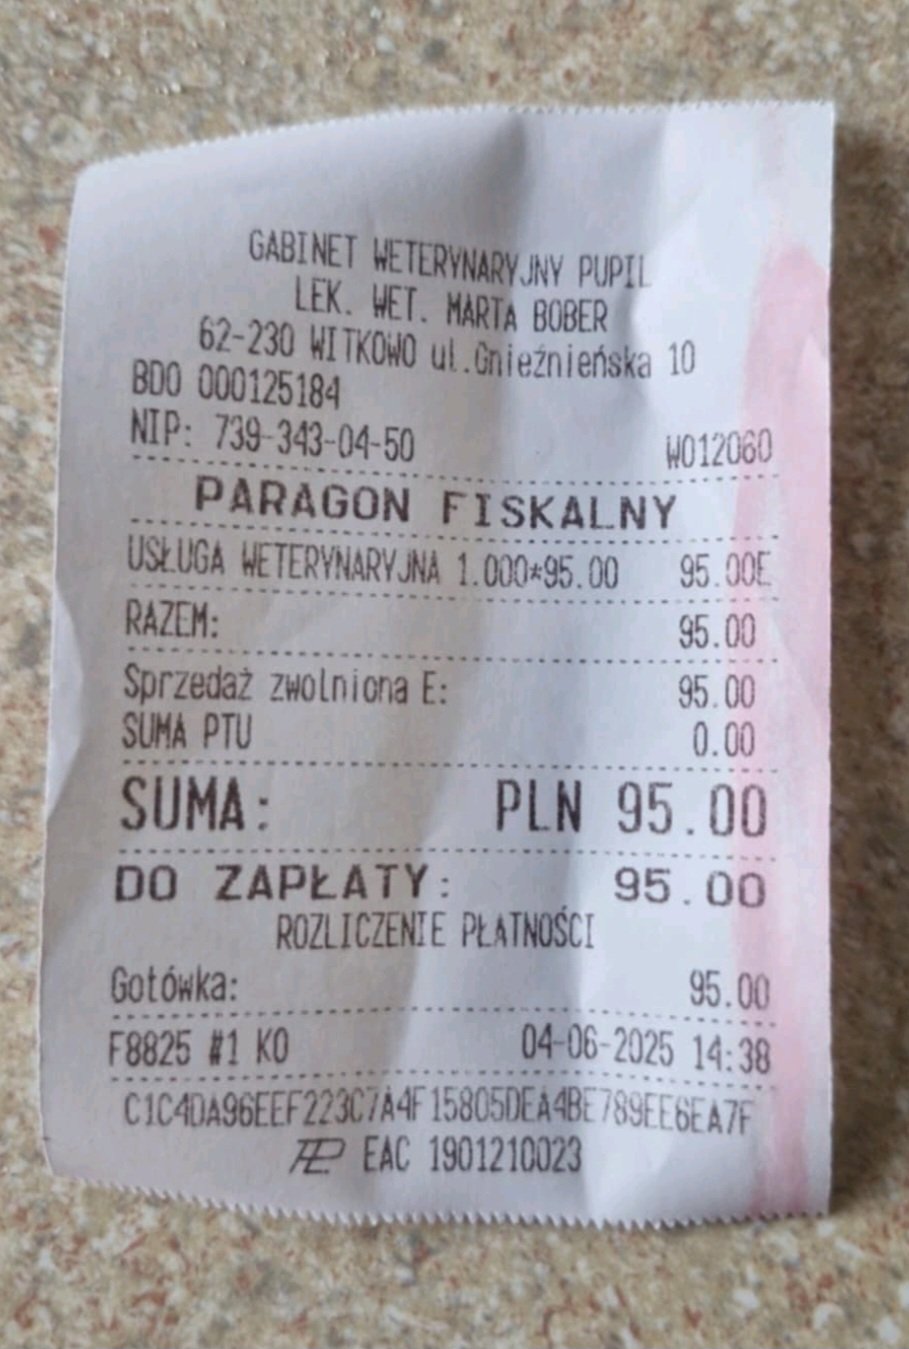 GABINET WETERYNARYJNY PUPIL
LEK. WET. MARTA BOBER
62-230 WITKOWO ul.Gnieźnieńska 10
BDO 000125184
NIP: 739-343-04-50 W012060
PARAGON FISKALNY
USŁUGA WETERYNARYJNA 1.000*95.00 95.00E
RAZEM: 95.00
Sprzedaż zwolniona E: 95.00
SUMA PTU 0.00
SUMA: PLN 95.00
DO ZAPŁATY: 95.00
ROZLICZENIE PŁATNOŚCI
Gotówka: 95.00
F8825 #1 KO 04-06-2025 14:38
C1C4DA96EEF223C7A4F15805DEA4BE789EE6EA7F
EAC 1901210023